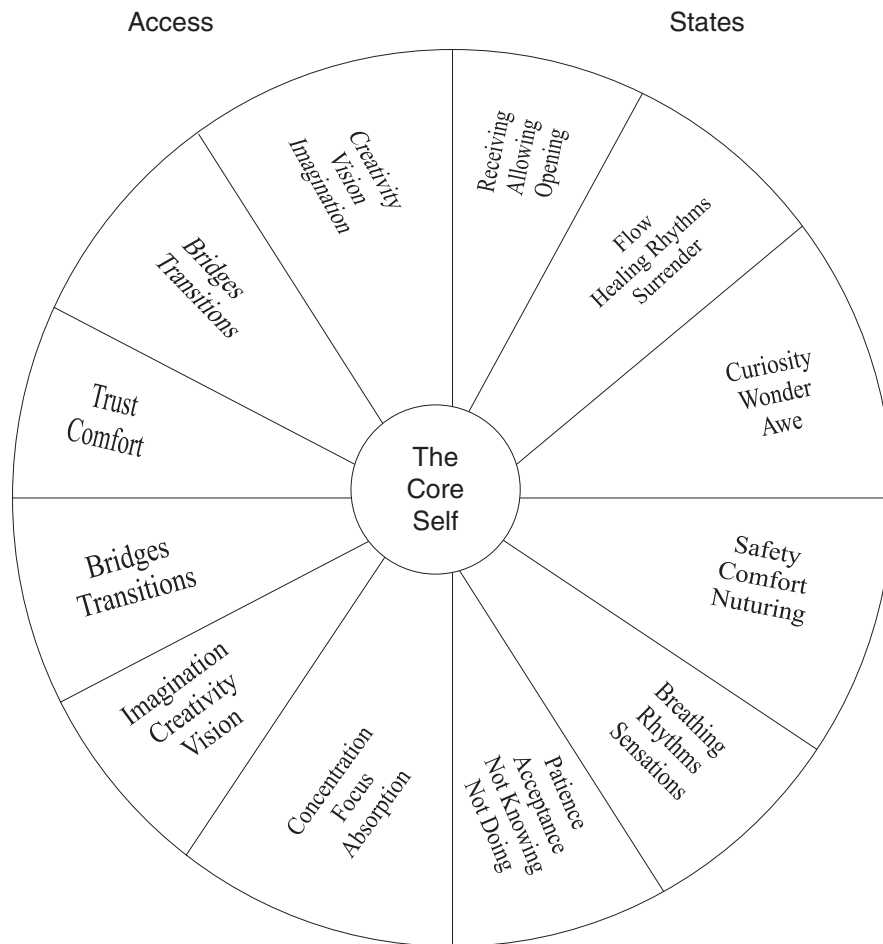 Access
States
Receiving
Allowing
Opening
Flow
Healing Rhythms
Surrender
Curiosity
Wonder
Awe
Safety
Comfort
Nuturing
Breathing
Rhythms
Sensations
Patience
Acceptance
Not Knowing
Not Doing
Concentration
Focus
Absorption
Imagination
Creativity
Vision
Bridges
Transitions
Trust
Comfort
Bridges
Transitions
Creativity
Vision
Imagination
The
Core
Self